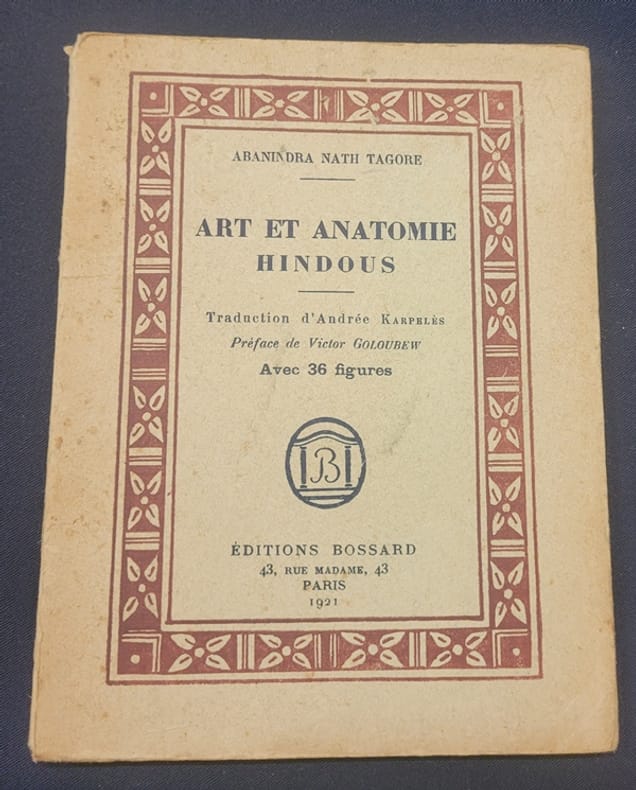 ABANINDRA NATH TAGORE
ART ET ANATOMIE
HINDOUS
Traduction d'Andrée KARPELÈS
Préface de Victor GOLOUBEW
Avec 36 figures
B
ÉDITIONS BOSSARD
43, RUE MADAME, 43
PARIS
1921